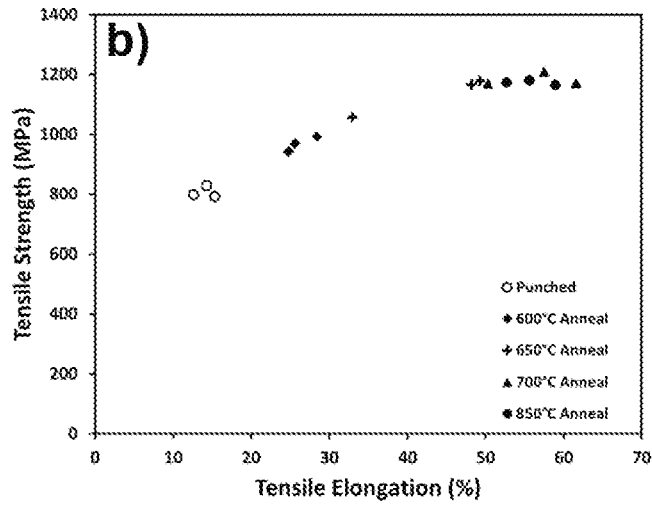 b)
1400
1200
1000
800
600
400
200
0
Tensile Strength (MPa)
Punched
600°C Anneal
650°C Anneal
700°C Anneal
850°C Anneal
0 10 20 30 40 50 60 70
Tensile Elongation (%)